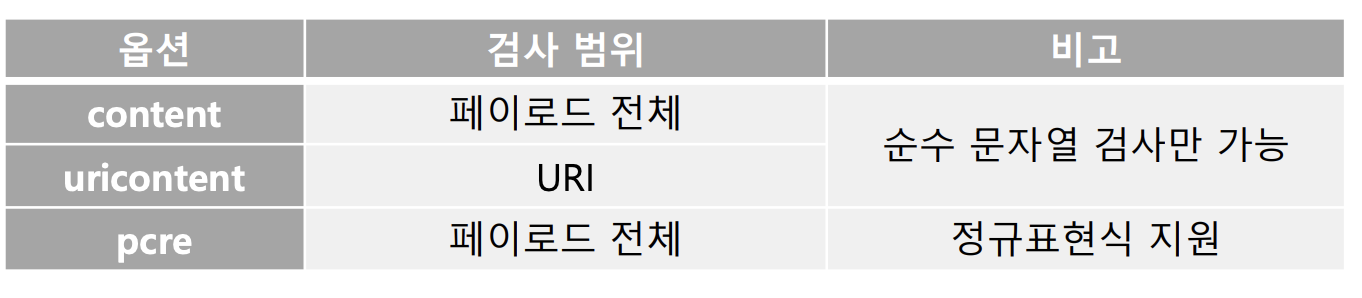 옵션 검사 범위 비고
content 페이로드 전체
순수 문자열 검사만 가능
uricontent URI
pcre 페이로드 전체 정규표현식 지원